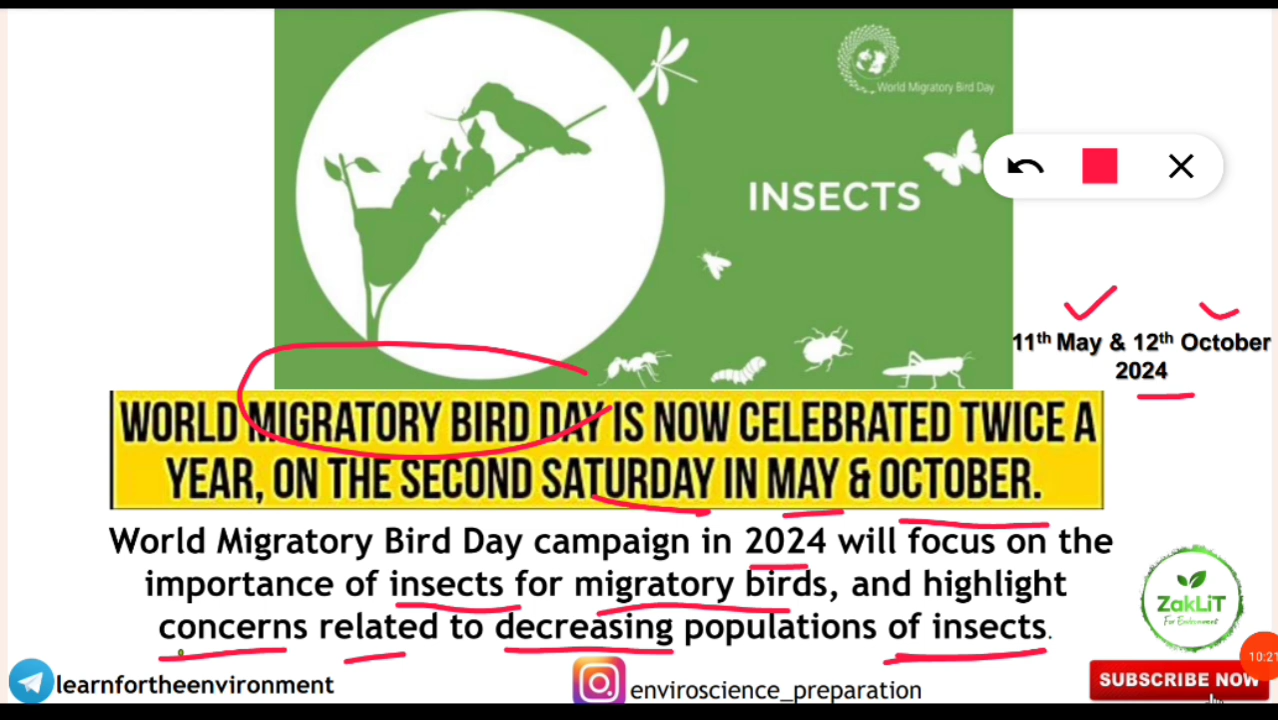 World Migratory Bird Day
INSECTS
11th May & 12th October
2024
WORLD MIGRATORY BIRD DAY IS NOW CELEBRATED TWICE A
YEAR, ON THE SECOND SATURDAY IN MAY & OCTOBER.
World Migratory Bird Day campaign in 2024 will focus on the
importance of insects for migratory birds, and highlight
concerns related to decreasing populations of insects.
ZakLiT
For Environment
10:21
learnfortheenvironment
enviroscience_preparation
SUBSCRIBE NOW